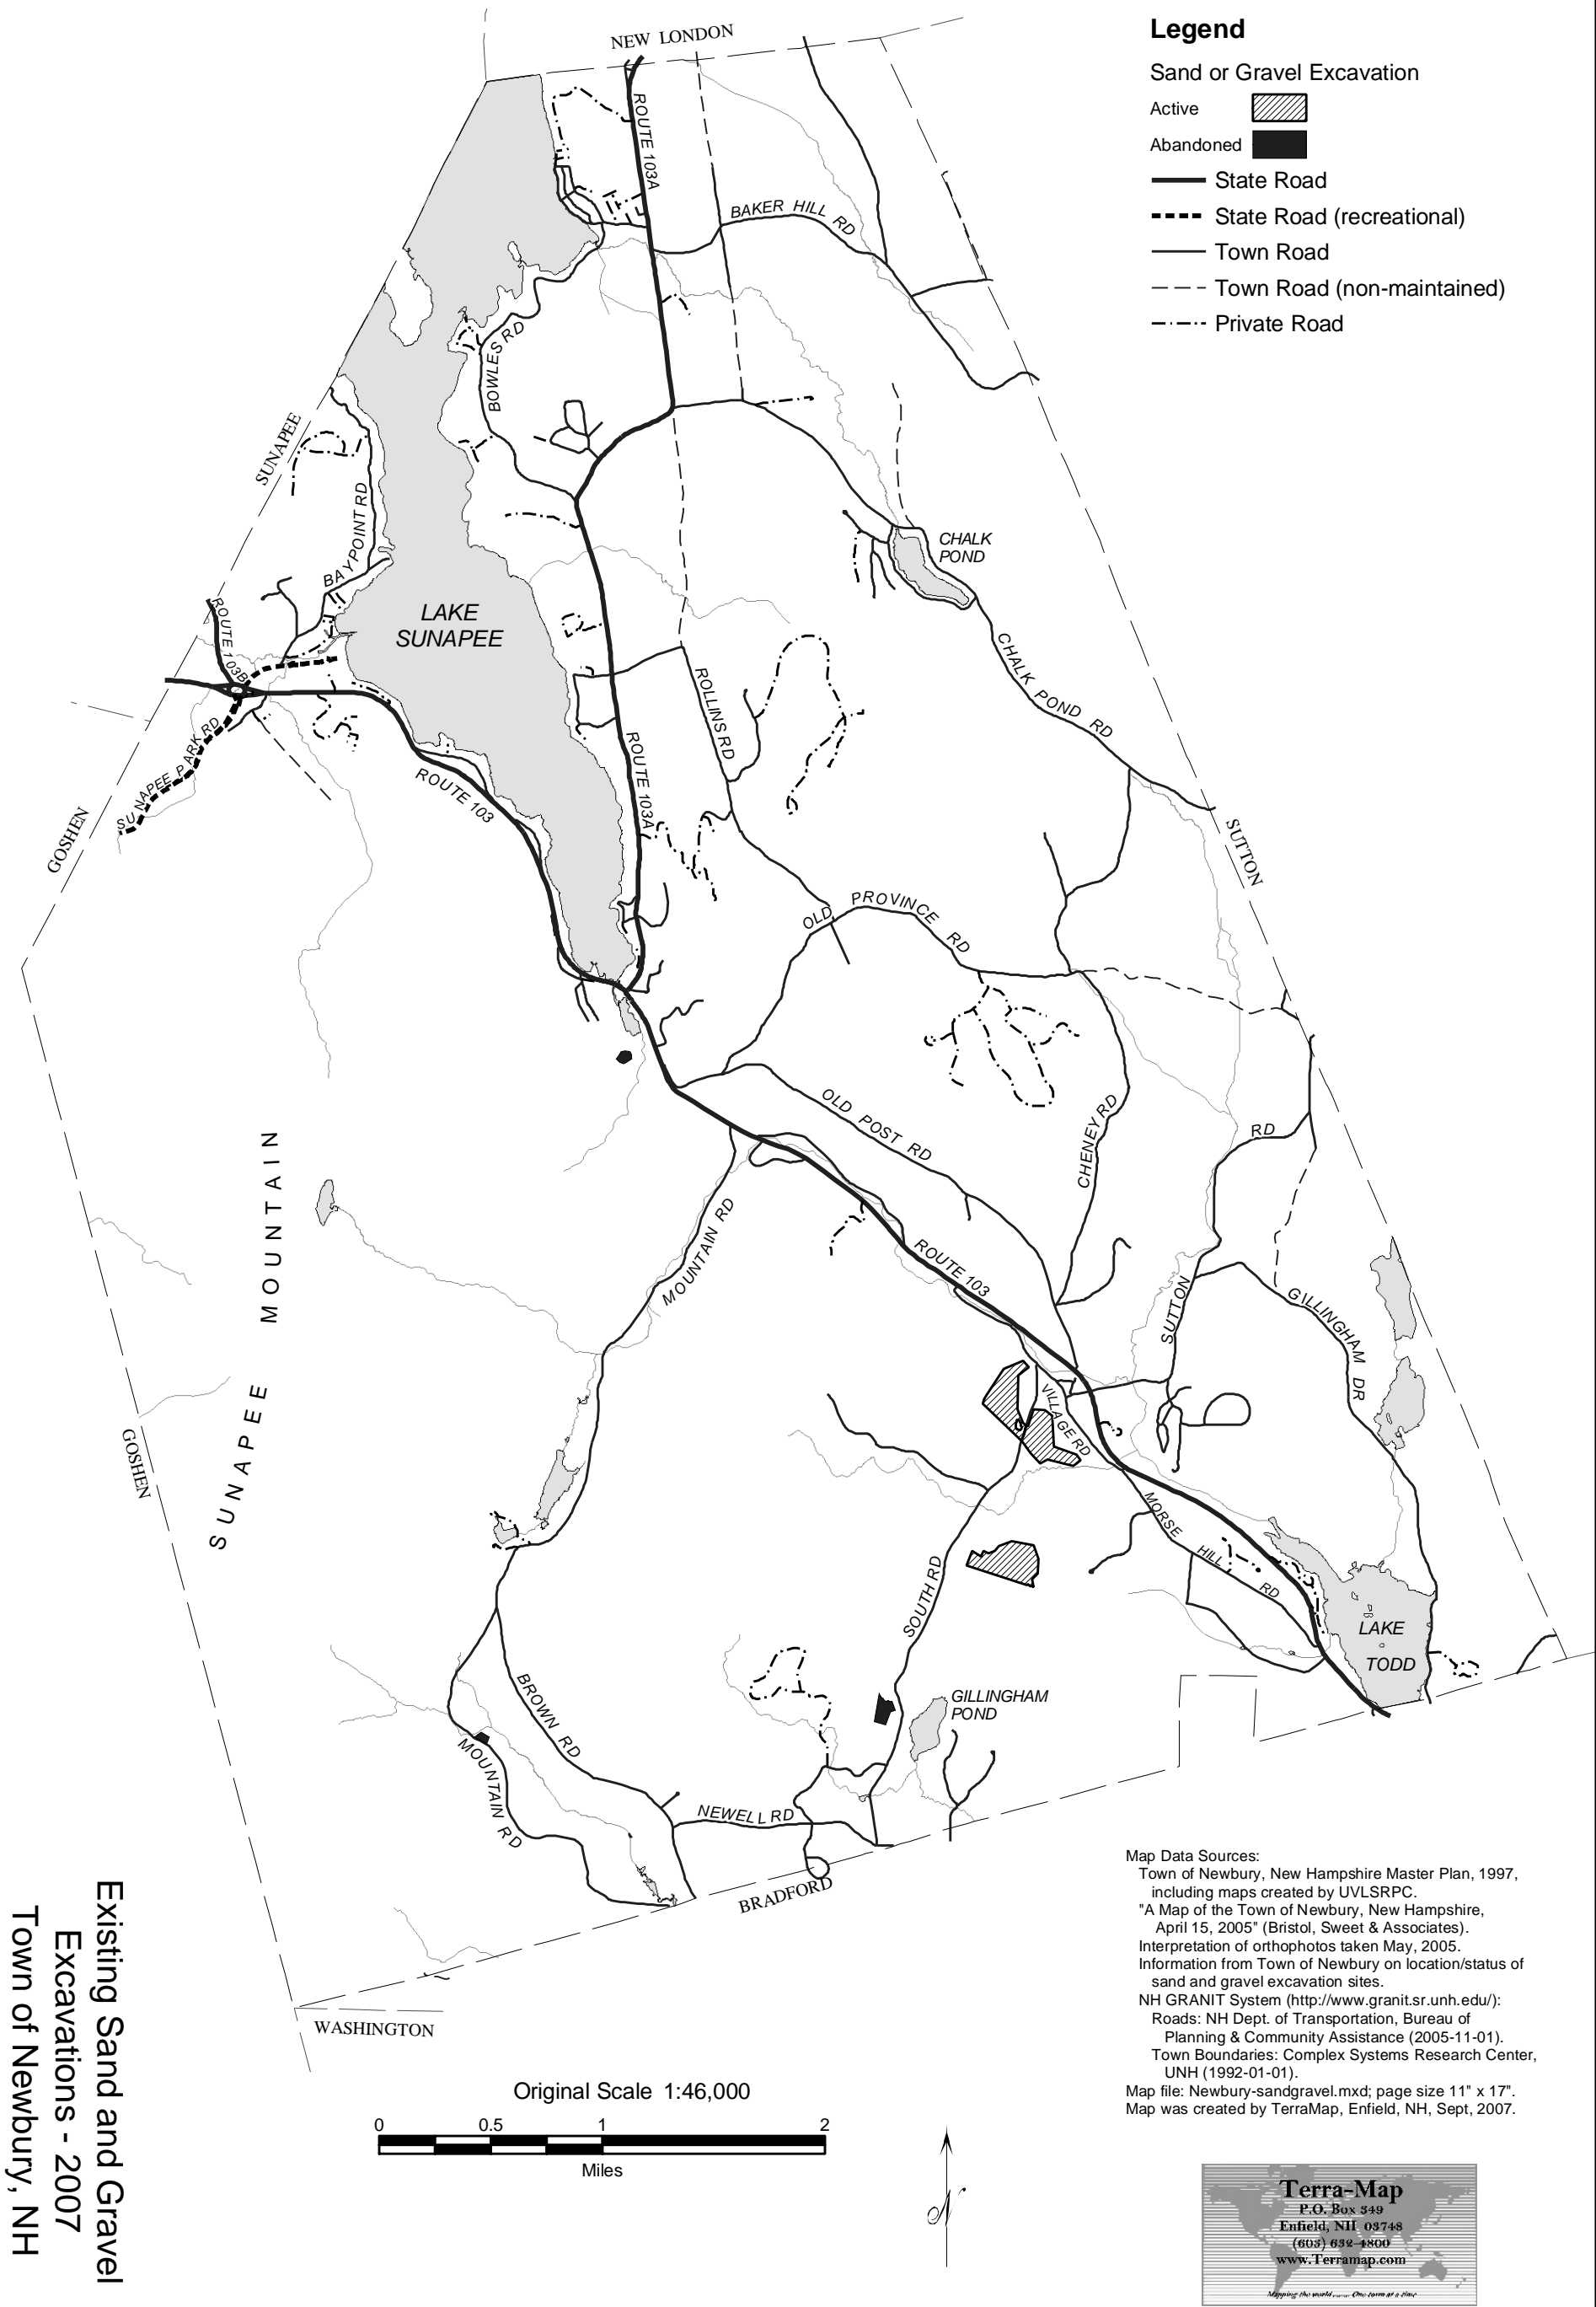 Legend
Sand or Gravel Excavation
Active
Abandoned
State Road
State Road (recreational)
Town Road
Town Road (non-maintained)
Private Road
NEW LONDON
ROUTE 103A
BAKER HILL RD
BOWLES RD
SUNAPEE
BAYPOINT RD
CHALK
POND
LAKE
SUNAPEE
ROUTE 103B
CHALK POND RD
ROLLINS RD
SUNAPEE PARK RD
ROUTE 103
ROUTE 103A
GOSHEN
SUTTON
OLD PROVINCE RD
OLD POST RD
CHENEY RD
RD
SUNAPEE MOUNTAIN
MOUNTAIN RD
ROUTE 103
SUTTON
GILLINGHAM DR
VILLAGE RD
GOSHEN
MORSE HILL RD
SOUTH RD
LAKE
TODD
BROWN RD
GILLINGHAM
POND
MOUNTAIN RD
NEWELL RD
BRADFORD
WASHINGTON
Existing Sand and Gravel
Excavations - 2007
Town of Newbury, NH
Map Data Sources:
Town of Newbury, New Hampshire Master Plan, 1997,
including maps created by UVLSRPC.
"A Map of the Town of Newbury, New Hampshire,
April 15, 2005" (Bristol, Sweet & Associates).
Interpretation of orthophotos taken May, 2005.
Information from Town of Newbury on location/status of
sand and gravel excavation sites.
NH GRANIT System (http://www.granit.sr.unh.edu/):
Roads: NH Dept. of Transportation, Bureau of
Planning & Community Assistance (2005-11-01).
Town Boundaries: Complex Systems Research Center,
UNH (1992-01-01).
Map file: Newbury-sandgravel.mxd; page size 11" x 17".
Map was created by TerraMap, Enfield, NH, Sept, 2007.
Original Scale 1:46,000
0 0.5 1 2
Miles
N
Terra-Map
P.O. Box 549
Enfield, NH 03748
(603) 632-4800
www.Terramap.com
Mapping the world ...... One town at a time